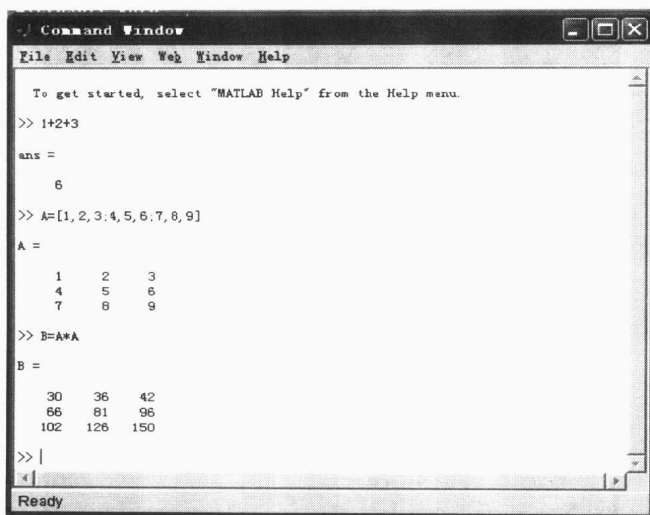 Command Window
File Edit View Web Window Help
To get started, select "MATLAB Help" from the Help menu.
>> 1+2+3
ans =
6
>> A=[1,2,3;4,5,6;7,8,9]
A =
1 2 3
4 5 6
7 8 9
>> B=A*A
B =
30 36 42
66 81 96
102 126 150
>>
Ready